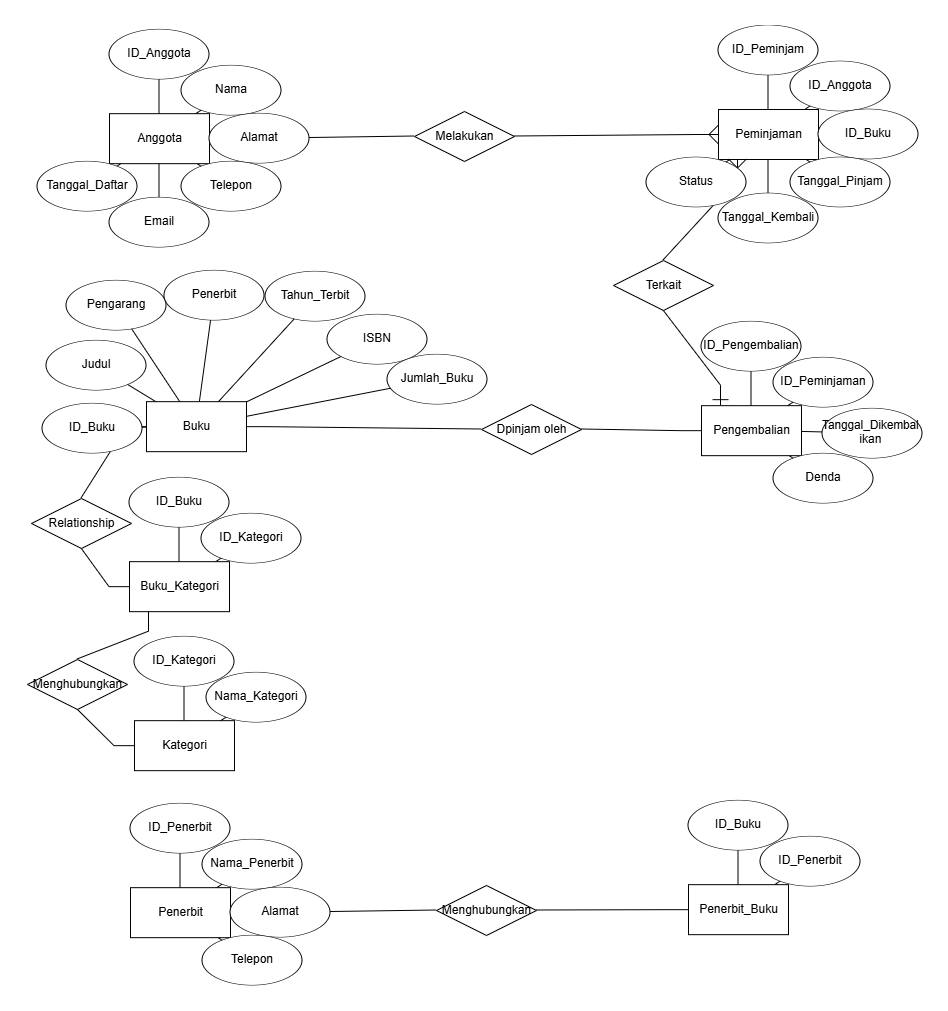 ID_Anggota
Nama
Anggota
Alamat
Tanggal_Daftar
Telepon
Email
Melakukan
ID_Peminjam
ID_Anggota
Peminjaman
ID_Buku
Status
Tanggal_Pinjam
Tanggal_Kembali
Terkait
Pengarang
Penerbit
Tahun_Terbit
ISBN
Judul
Jumlah_Buku
ID_Buku
Buku
Dpinjam oleh
ID_Pengembalian
ID_Peminjaman
Pengembalian
Tanggal_Dikembal
ikan
Denda
Relationship
ID_Buku
ID_Kategori
Buku_Kategori
Menghubungkan
ID_Kategori
Nama_Kategori
Kategori
ID_Penerbit
Nama_Penerbit
Penerbit
Alamat
Telepon
Menghubungkan
ID_Buku
ID_Penerbit
Penerbit_Buku